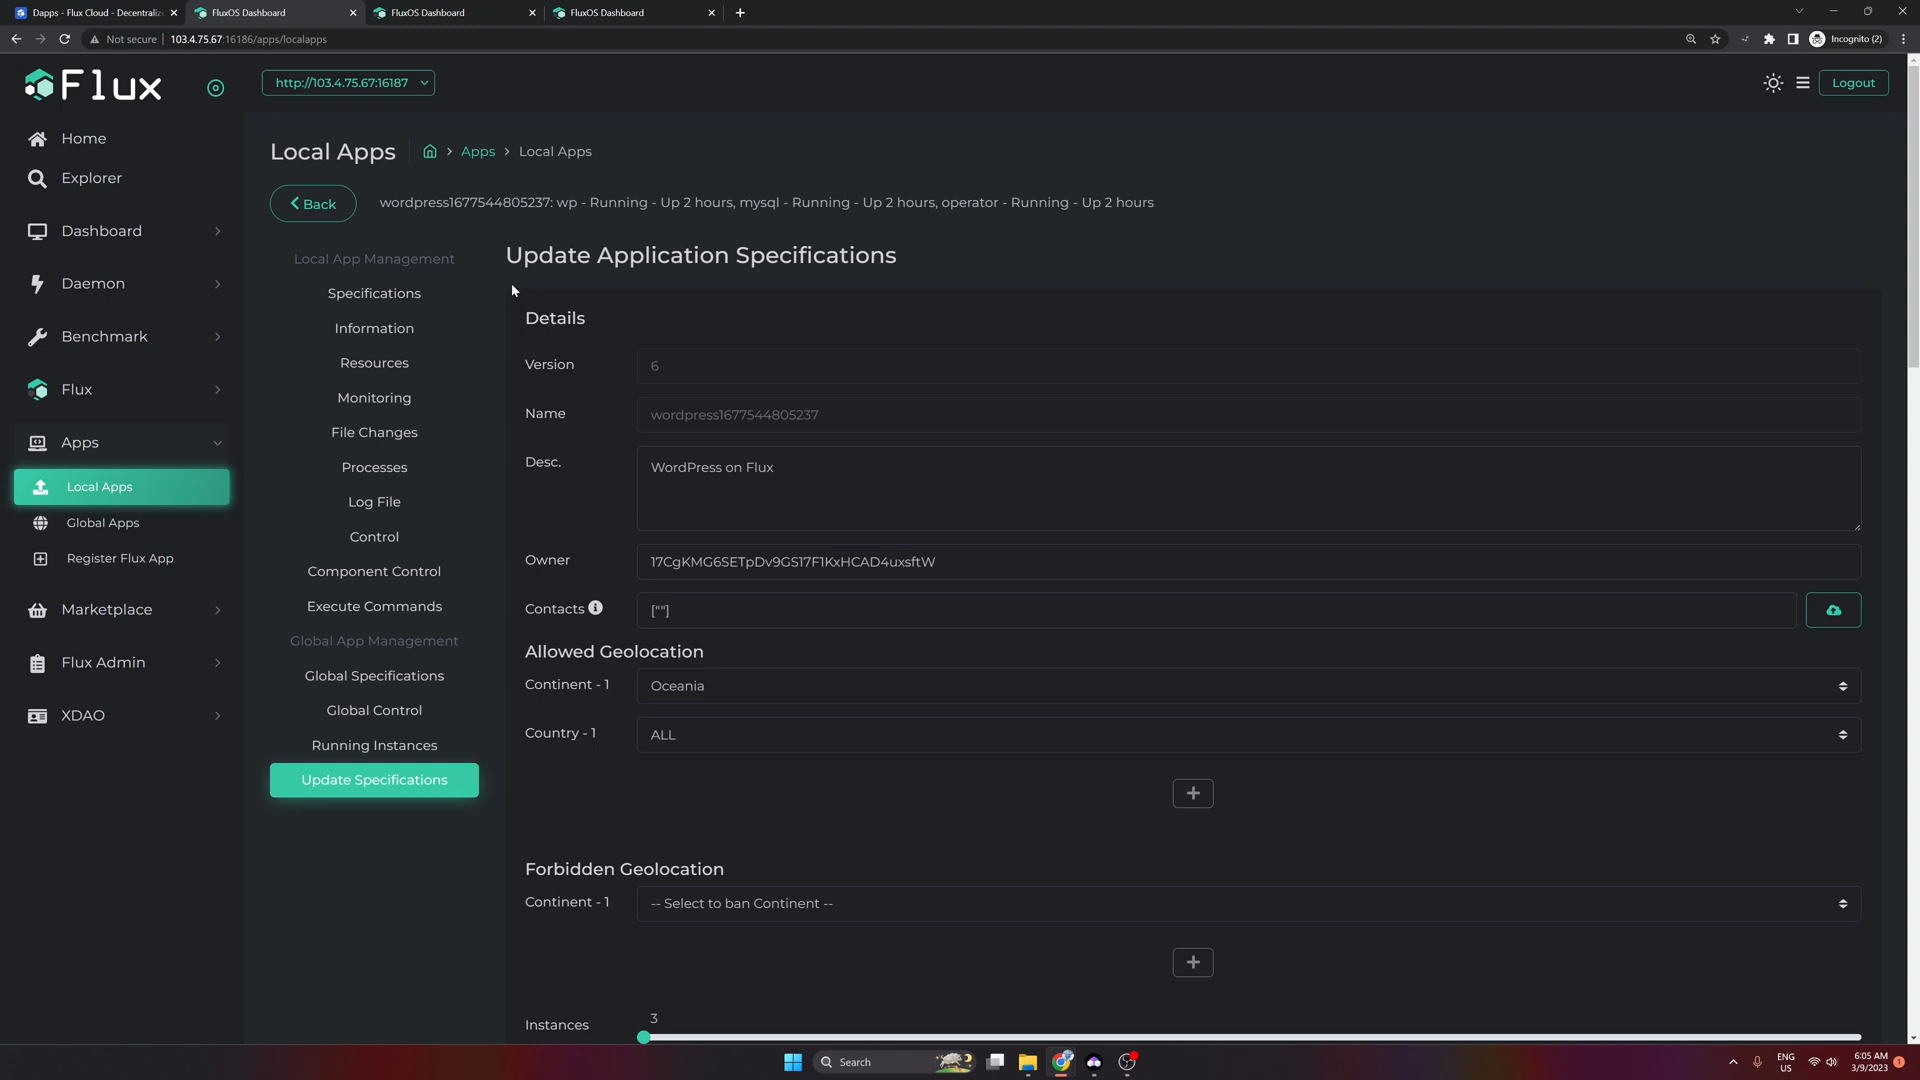 Dapps - Flux Cloud - Decentraliz
FluxOS Dashboard
FluxOS Dashboard
FluxOS Dashboard
Not secure
103.4.75.67:16186/apps/localapps
Incognito (2)
Flux
http://103.4.75.67:16187
Logout
Home
Explorer
Dashboard
Daemon
Benchmark
Flux
Apps
Local Apps
Global Apps
Register Flux App
Marketplace
Flux Admin
XDAO
Local Apps
Apps
Local Apps
Back
wordpress1677544805237: wp - Running - Up 2 hours, mysql - Running - Up 2 hours, operator - Running - Up 2 hours
Local App Management
Specifications
Information
Resources
Monitoring
File Changes
Processes
Log File
Control
Component Control
Execute Commands
Global App Management
Global Specifications
Global Control
Running Instances
Update Specifications
Update Application Specifications
Details
Version
6
Name
wordpress1677544805237
Desc.
WordPress on Flux
Owner
17CgKMG6SETpDv9GS17F1KxHCAD4uxsftW
Contacts
[""]
Allowed Geolocation
Continent - 1
Oceania
Country - 1
ALL
Forbidden Geolocation
Continent - 1
-- Select to ban Continent --
Instances
3
Search
ENG
US
6:05 AM
3/9/2023
1